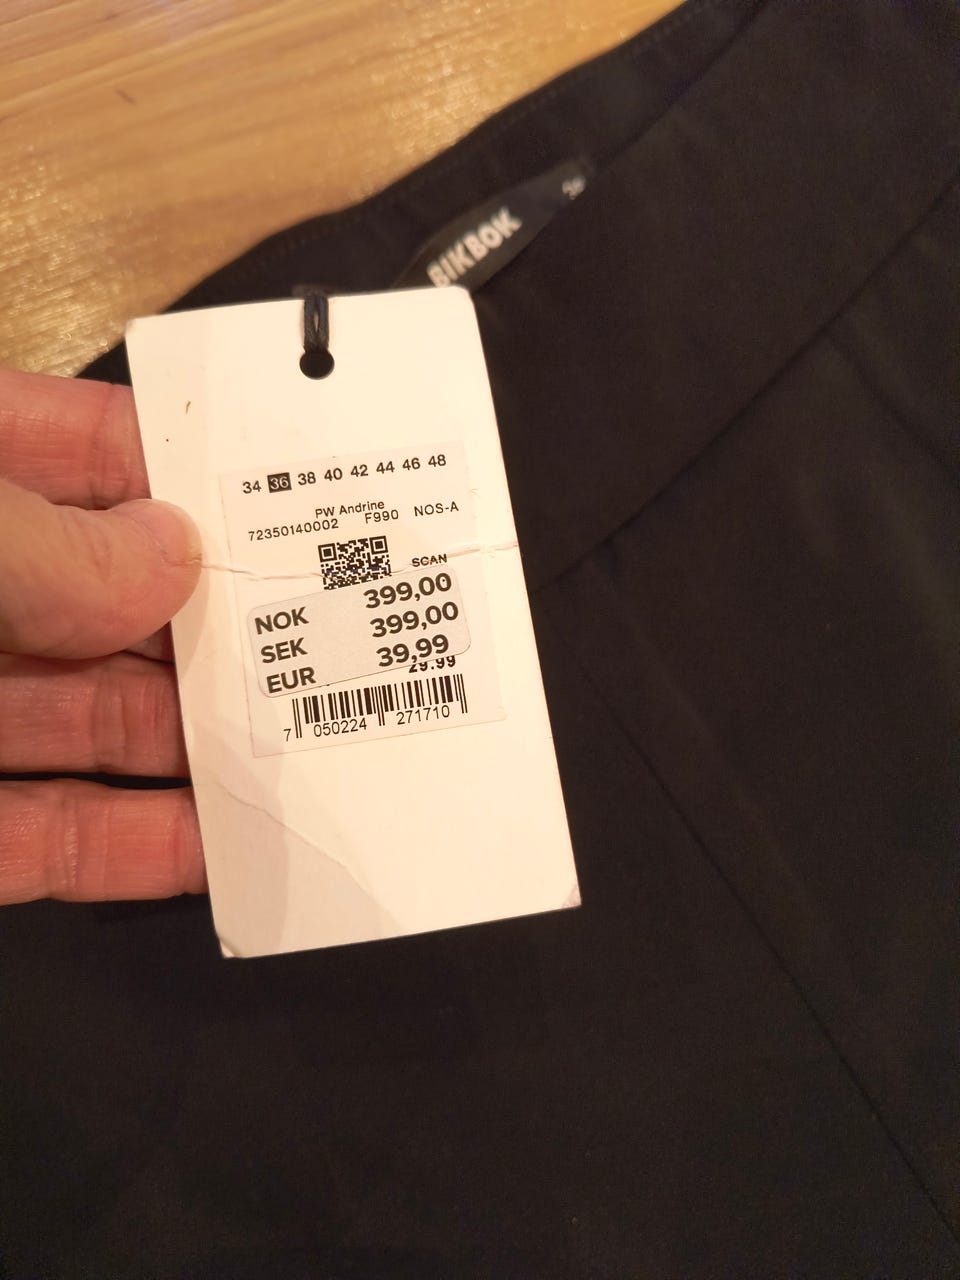 BIKBOK
36
34 36 38 40 42 44 46 48
PW Andrine
72350140002 F990 NOS-A
SCAN
NOK 399,00
SEK 399,00
EUR 39,99
29.99
7 050224 271710